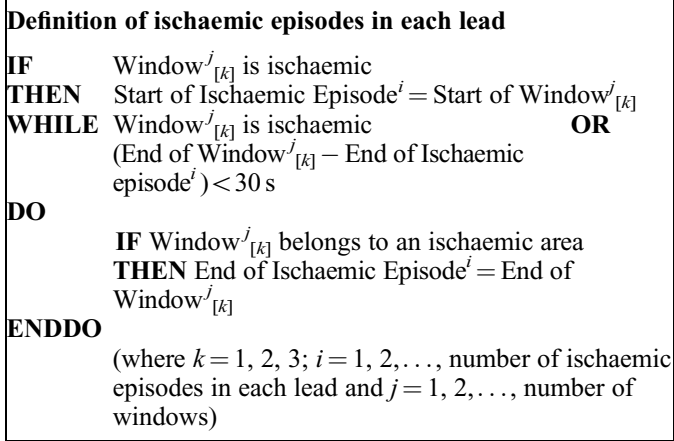 Definition of ischaemic episodes in each lead
IF Window^j_[k] is ischaemic
THEN Start of Ischaemic Episode^i = Start of Window^j_[k]
WHILE Window^j_[k] is ischaemic OR
(End of Window^j_[k] − End of Ischaemic
episode^i) < 30 s
DO
IF Window^j_[k] belongs to an ischaemic area
THEN End of Ischaemic Episode^i = End of
Window^j_[k]
ENDDO
(where k = 1, 2, 3; i = 1, 2,..., number of ischaemic
episodes in each lead and j = 1, 2,..., number of
windows)